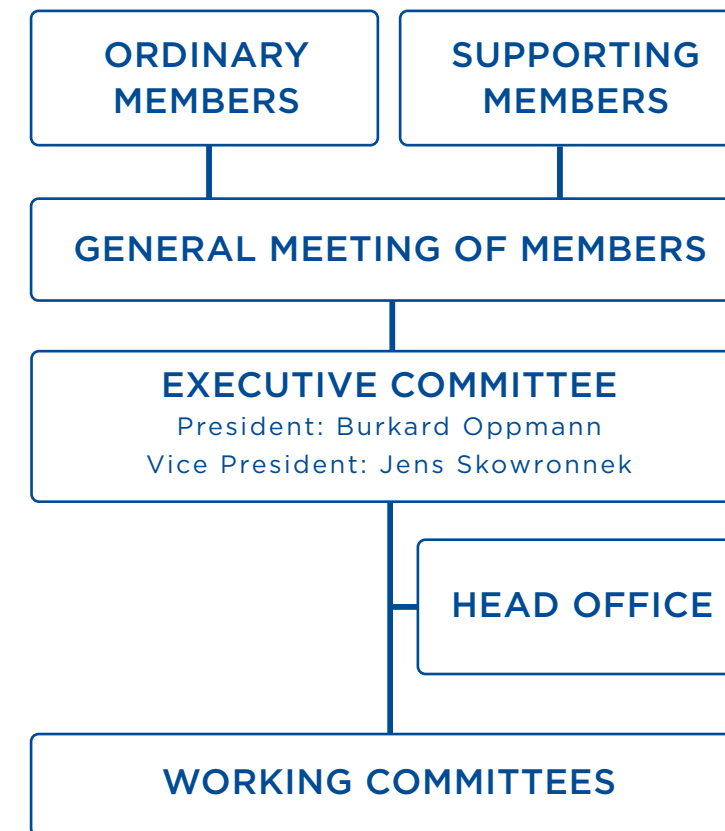 ORDINARY
MEMBERS
SUPPORTING
MEMBERS
GENERAL MEETING OF MEMBERS
EXECUTIVE COMMITTEE
President: Burkard Oppmann
Vice President: Jens Skowronnek
HEAD OFFICE
WORKING COMMITTEES